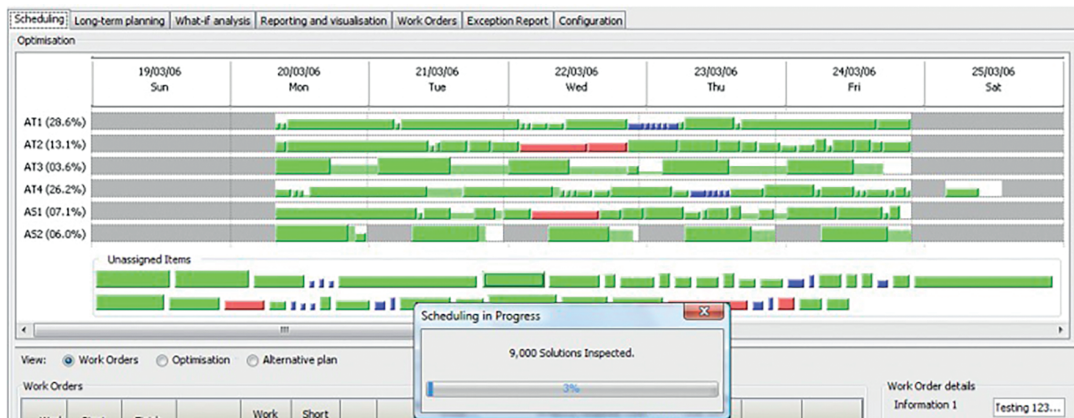 Scheduling Long-term planning What-if analysis Reporting and visualisation Work Orders Exception Report Configuration
Optimisation
19/03/06 20/03/06 21/03/06 22/03/06 23/03/06 24/03/06 25/03/06
Sun Mon Tue Wed Thu Fri Sat
AT1 (28.6%)
AT2 (13.1%)
AT3 (03.6%)
AT4 (26.2%)
AS1 (07.1%)
AS2 (06.0%)
Unassigned Items
Scheduling in Progress
9,000 Solutions Inspected.
3%
View: Work Orders Optimisation Alternative plan
Work Orders
Work Order details
Information 1 Testing 123...
Work Short